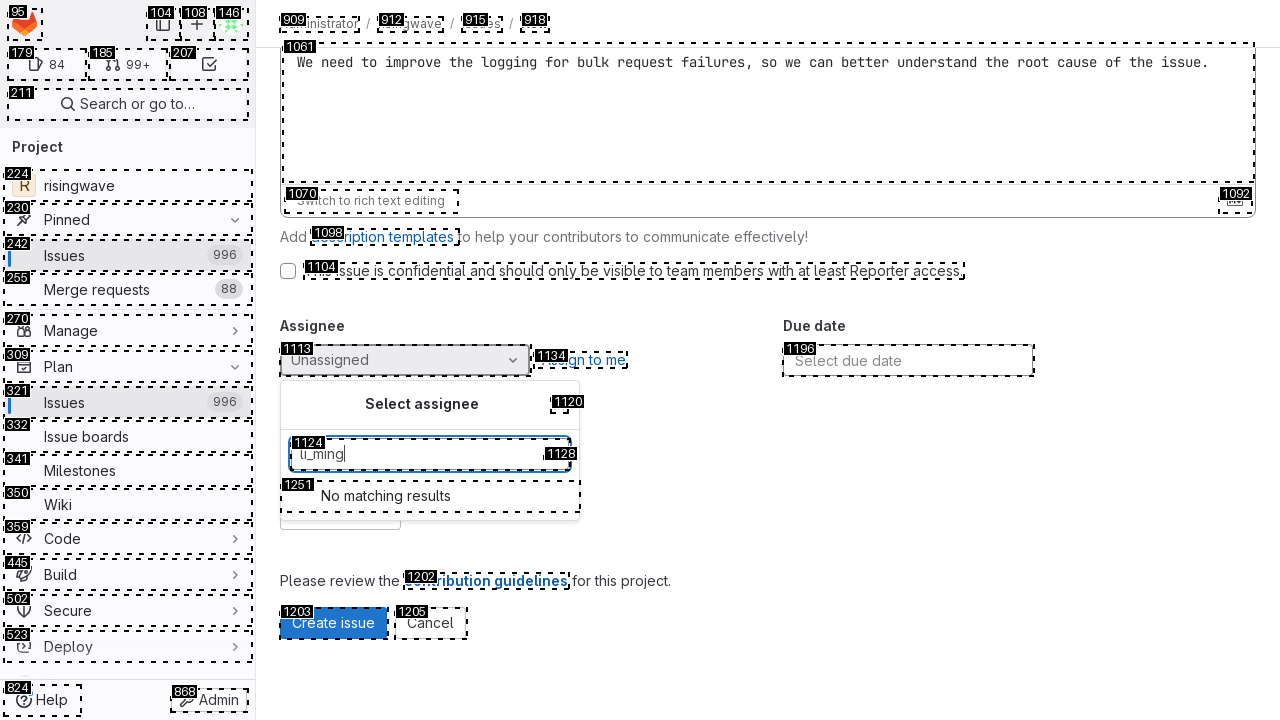 95
104
108
146
179
84
185
99+
207
211
Search or go to…
Project
224
R
risingwave
230
Pinned
242
Issues
996
255
Merge requests
88
270
Manage
309
Plan
321
Issues
996
332
Issue boards
341
Milestones
350
Wiki
359
Code
445
Build
502
Secure
523
Deploy
824
Help
868
Admin
909
912
915
918
/ / /
1061
We need to improve the logging for bulk request failures, so we can better understand the root cause of the issue.
1070
Switch to rich text editing
1092
Add
1098
description templates to help your contributors to communicate effectively!
1104
This issue is confidential and should only be visible to team members with at least Reporter access.
Assignee
Due date
1113
Unassigned
1134
Assign to me
1196
Select due date
Select assignee
1120
1124
li_ming
1128
1251
No matching results
Please review the
1202
contribution guidelines for this project.
1203
Create issue
1205
Cancel